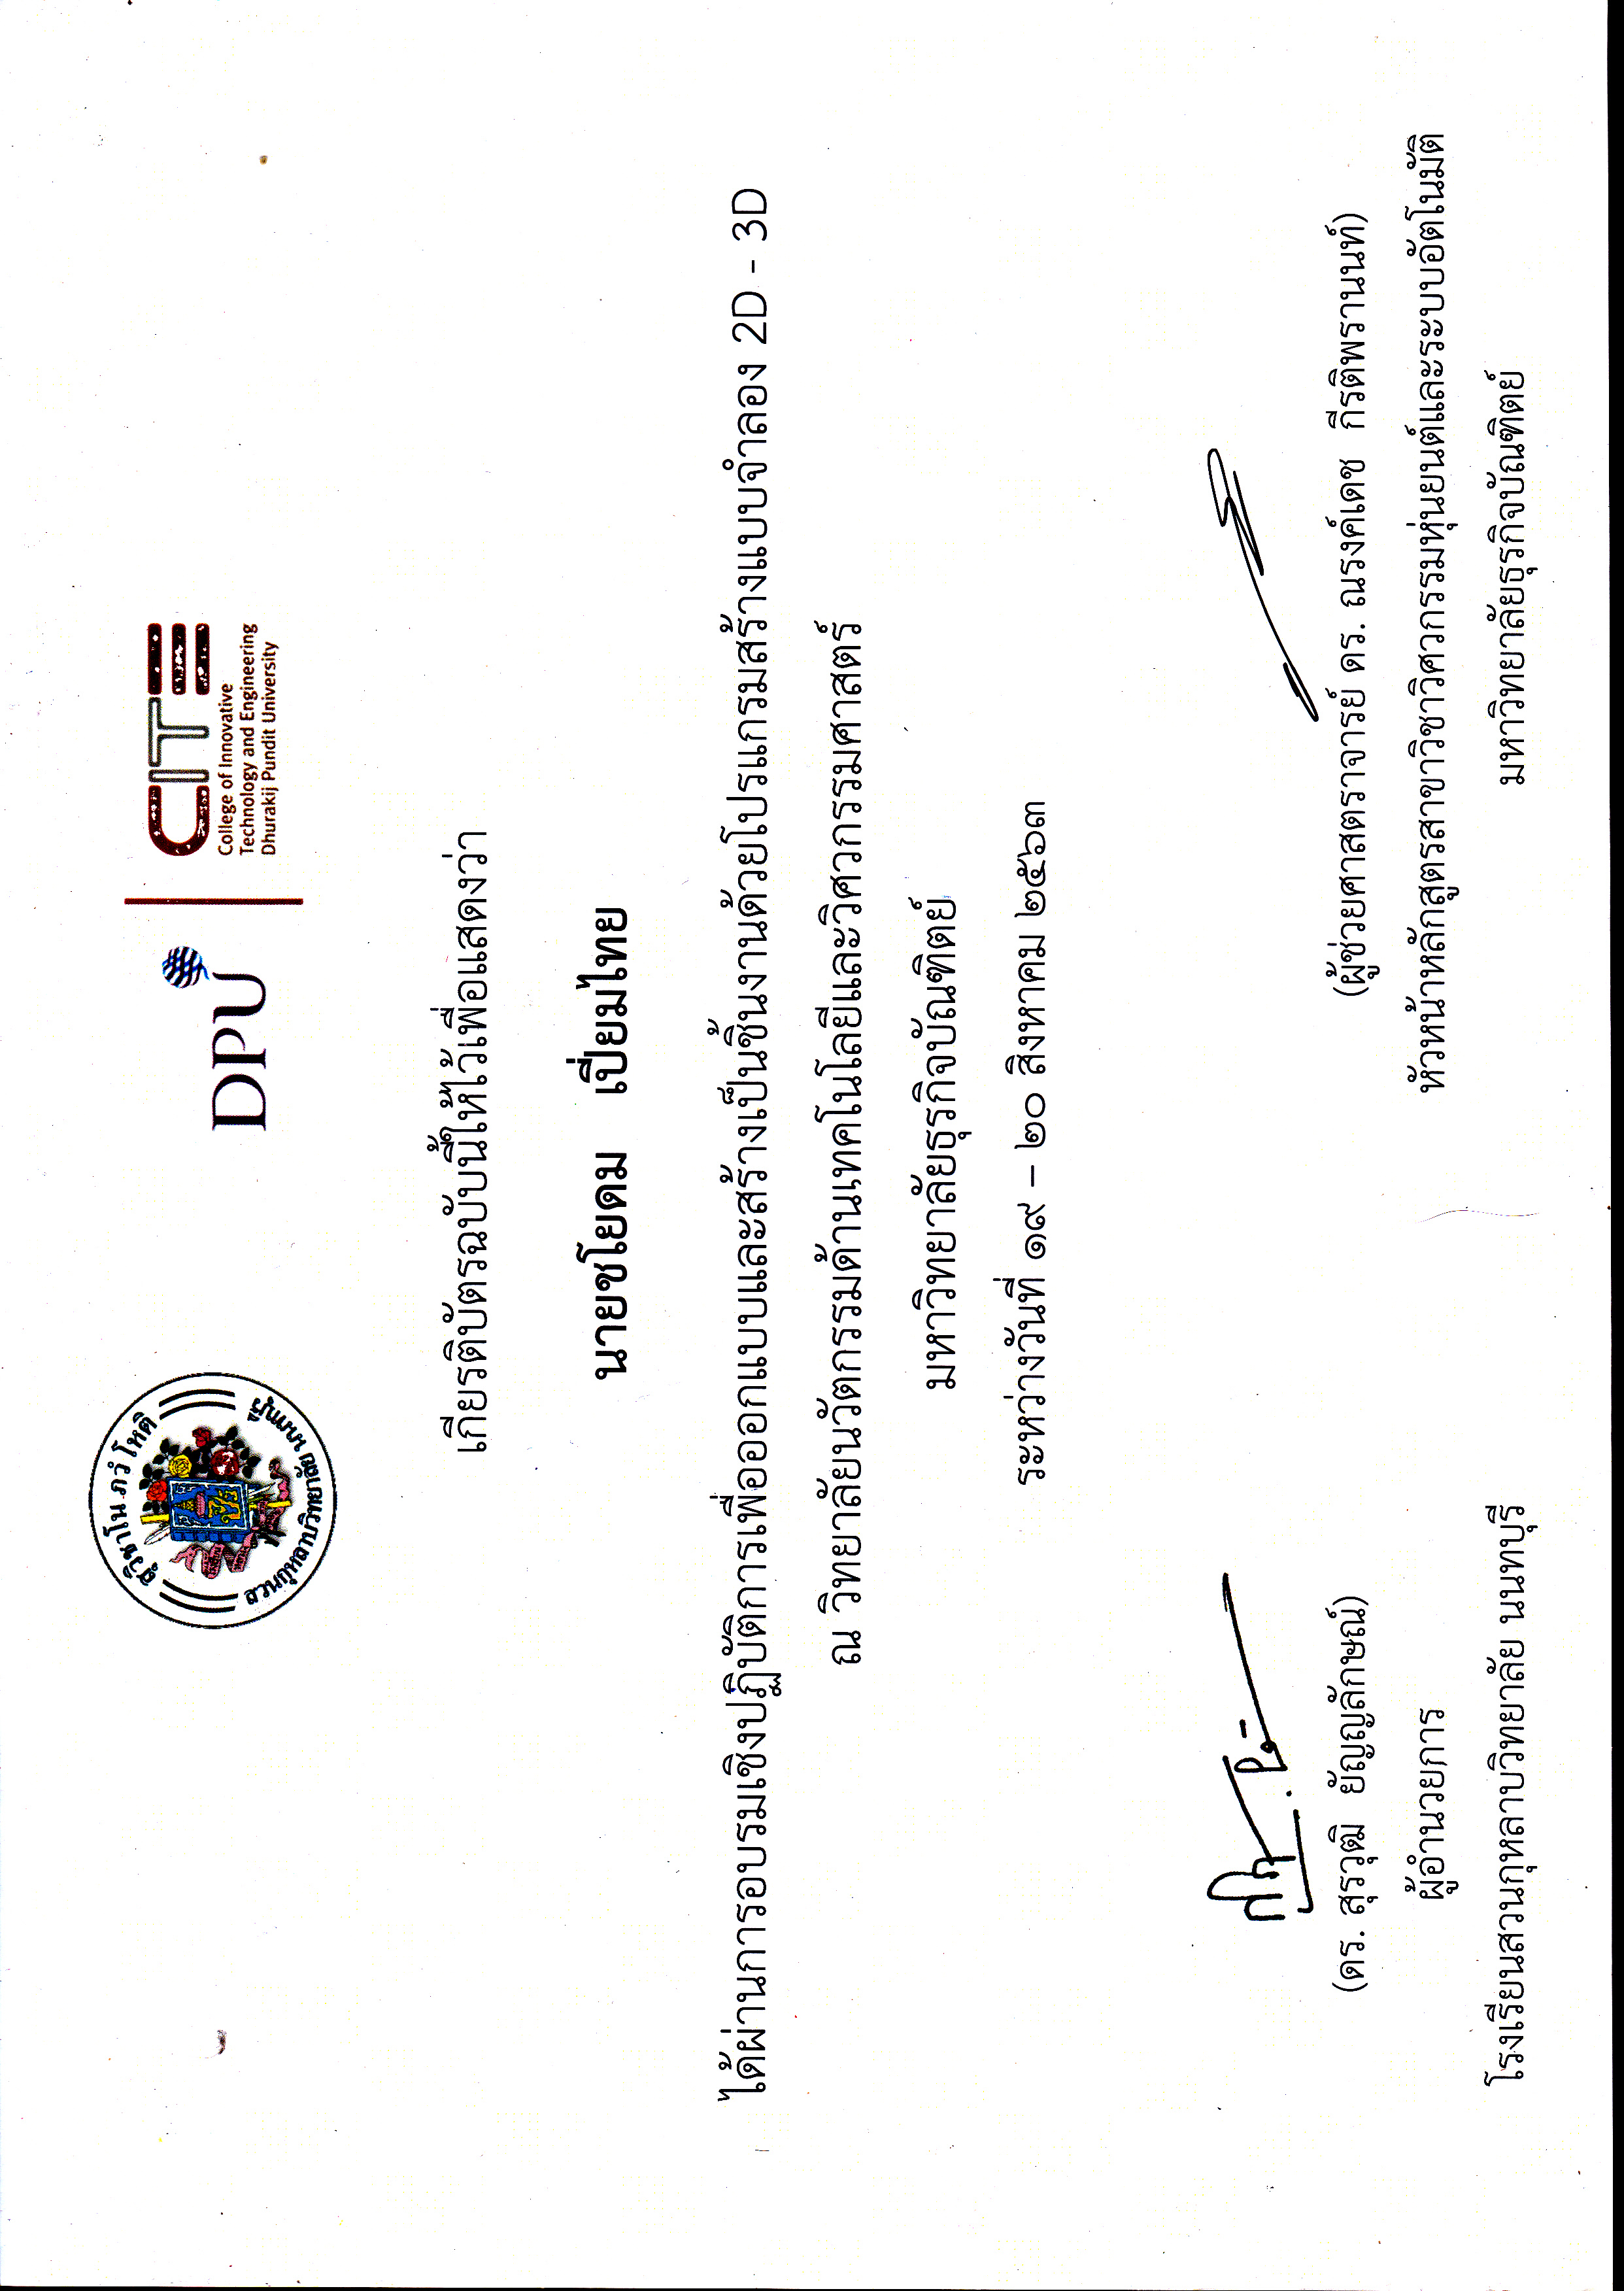 สุวิชาโน ภวํ โหติ
สวนกุหลาบวิทยาลัย นนทบุรี
DPU
CITE
College of Innovative
Technology and Engineering
Dhurakij Pundit University
เกียรติบัตรฉบับนี้ให้ไว้เพื่อแสดงว่า
นายชโยดม เปี่ยมไทย
ได้ผ่านการอบรมเชิงปฏิบัติการเพื่อออกแบบและสร้างเป็นชิ้นงานด้วยโปรแกรมสร้างแบบจำลอง 2D - 3D
ณ วิทยาลัยนวัตกรรมด้านเทคโนโลยีและวิศวกรรมศาสตร์
มหาวิทยาลัยธุรกิจบัณฑิตย์
ระหว่างวันที่ ๑๙ – ๒๐ สิงหาคม ๒๕๖๓
(ดร. สุรวุฒิ ยัญญลักษณ์)
ผู้อำนวยการ
โรงเรียนสวนกุหลาบวิทยาลัย นนทบุรี
(ผู้ช่วยศาสตราจารย์ ดร. ณรงค์เดช กีรติพรานนท์)
หัวหน้าหลักสูตรสาขาวิชาวิศวกรรมหุ่นยนต์และระบบอัตโนมัติ
มหาวิทยาลัยธุรกิจบัณฑิตย์